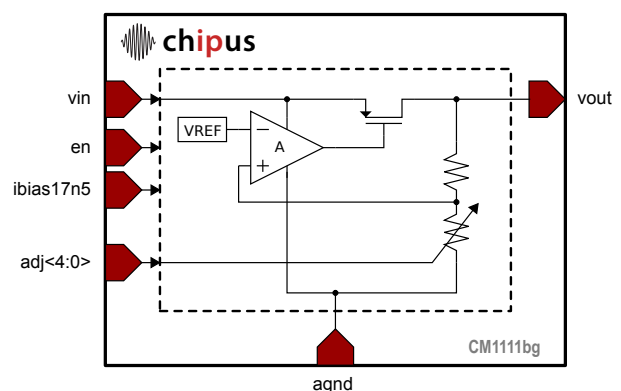 chipus
vin
vout
VREF
−
A
en
+
ibias17n5
adj<4:0>
CM1111bg
agnd